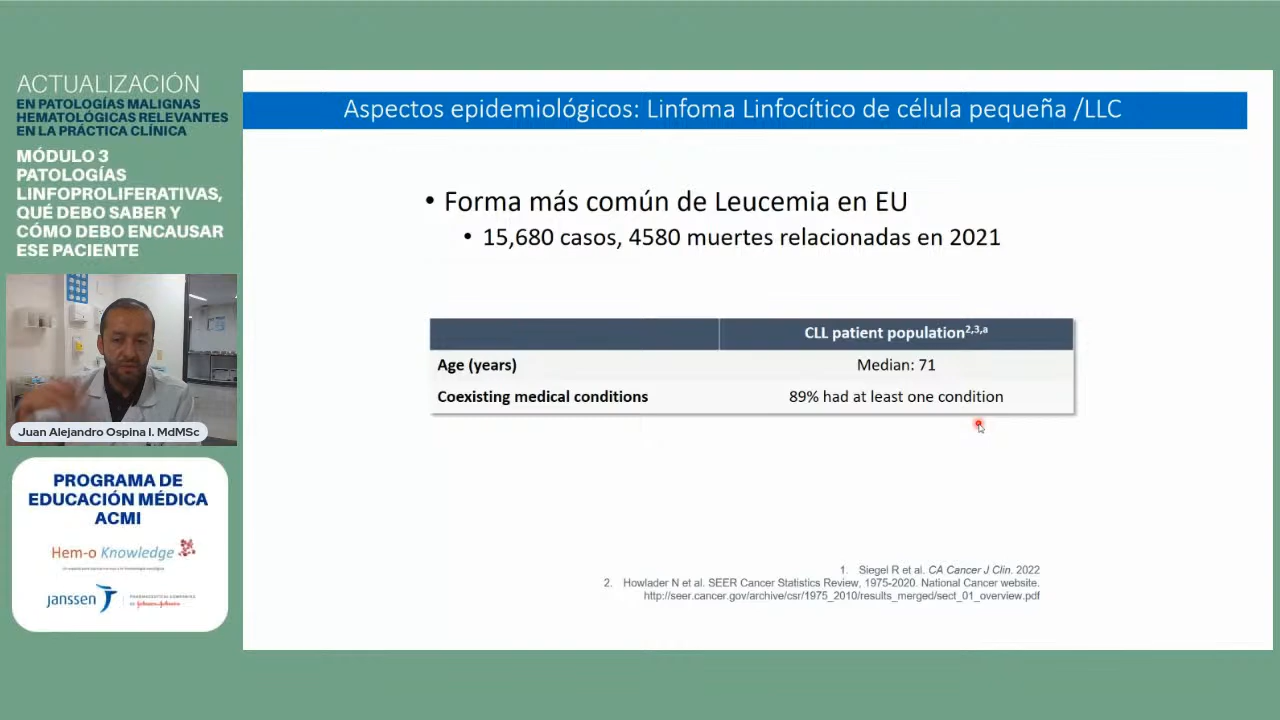 ACTUALIZACIÓN
EN PATOLOGÍAS MALIGNAS
HEMATOLÓGICAS RELEVANTES
EN LA PRÁCTICA CLÍNICA
MÓDULO 3
PATOLOGÍAS
LINFOPROLIFERATIVAS,
QUÉ DEBO SABER Y
CÓMO DEBO ENCAUSAR
ESE PACIENTE
Juan Alejandro Ospina I. MdMSc
PROGRAMA DE
EDUCACIÓN MÉDICA
ACMI
Hem-o Knowledge
janssen
PHARMACEUTICAL COMPANIES
OF Johnson & Johnson
Aspectos epidemiológicos: Linfoma Linfocítico de célula pequeña /LLC
• Forma más común de Leucemia en EU
• 15,680 casos, 4580 muertes relacionadas en 2021
CLL patient population2,3,a
Age (years) Median: 71
Coexisting medical conditions 89% had at least one condition
1. Siegel R et al. CA Cancer J Clin. 2022
2. Howlader N et al. SEER Cancer Statistics Review, 1975-2020. National Cancer website.
http://seer.cancer.gov/archive/csr/1975_2010/results_merged/sect_01_overview.pdf